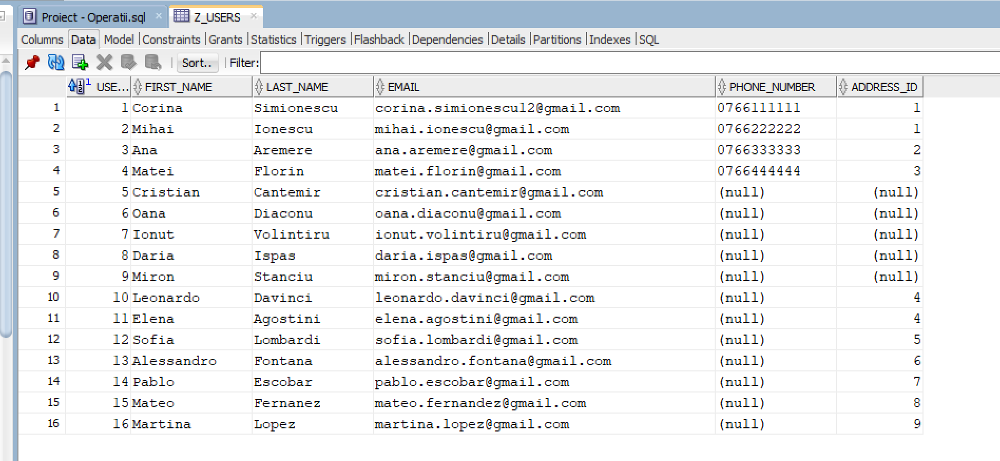 Proiect - Operatii.sql Z_USERS
Columns Data Model Constraints Grants Statistics Triggers Flashback Dependencies Details Partitions Indexes SQL
Sort.. Filter:
1 USE... FIRST_NAME LAST_NAME EMAIL PHONE_NUMBER ADDRESS_ID
1 1 Corina Simionescu corina.simionescu12@gmail.com 0766111111 1
2 2 Mihai Ionescu mihai.ionescu@gmail.com 0766222222 1
3 3 Ana Aremere ana.aremere@gmail.com 0766333333 2
4 4 Matei Florin matei.florin@gmail.com 0766444444 3
5 5 Cristian Cantemir cristian.cantemir@gmail.com (null) (null)
6 6 Oana Diaconu oana.diaconu@gmail.com (null) (null)
7 7 Ionut Volintiru ionut.volintiru@gmail.com (null) (null)
8 8 Daria Ispas daria.ispas@gmail.com (null) (null)
9 9 Miron Stanciu miron.stanciu@gmail.com (null) (null)
10 10 Leonardo Davinci leonardo.davinci@gmail.com (null) 4
11 11 Elena Agostini elena.agostini@gmail.com (null) 4
12 12 Sofia Lombardi sofia.lombardi@gmail.com (null) 5
13 13 Alessandro Fontana alessandro.fontana@gmail.com (null) 6
14 14 Pablo Escobar pablo.escobar@gmail.com (null) 7
15 15 Mateo Fernanez mateo.fernandez@gmail.com (null) 8
16 16 Martina Lopez martina.lopez@gmail.com (null) 9